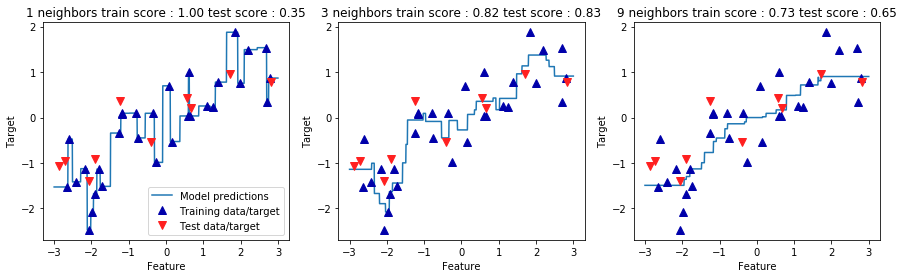 1 neighbors train score : 1.00 test score : 0.35
2
1
0
−1
−2
Target
−3 −2 −1 0 1 2 3
Feature
Model predictions
Training data/target
Test data/target
3 neighbors train score : 0.82 test score : 0.83
2
1
0
−1
−2
Target
−3 −2 −1 0 1 2 3
Feature
9 neighbors train score : 0.73 test score : 0.65
2
1
0
−1
−2
Target
−3 −2 −1 0 1 2 3
Feature